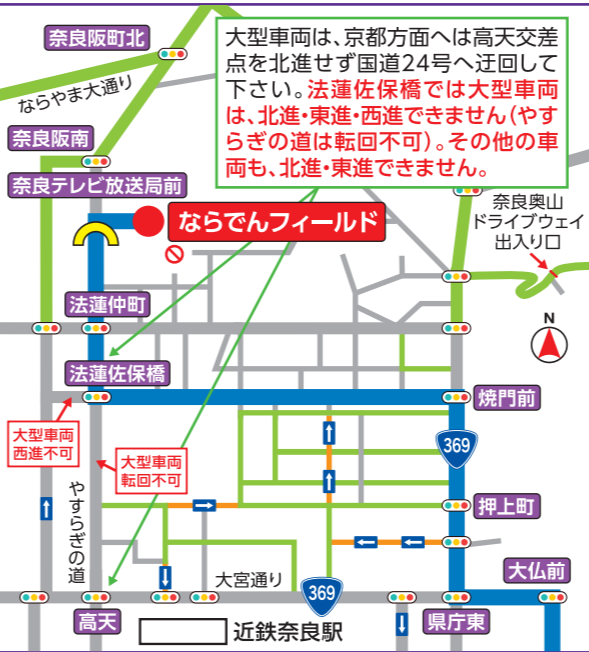 奈良阪町北
ならやま大通り
大型車両は、京都方面へは高天交差
点を北進せず国道24号へ迂回して
下さい。法蓮佐保橋では大型車両
は、北進・東進・西進できません(やす
らぎの道は転回不可)。その他の車
両も、北進・東進できません。
奈良阪南
奈良テレビ放送局前
ならでんフィールド
奈良奥山
ドライブウェイ
出入り口
法蓮仲町
N
法蓮佐保橋
焼門前
大型車両
西進不可
大型車両
転回不可
369
押上町
やすらぎの道
大仏前
大宮通り
369
高天
近鉄奈良駅
県庁東